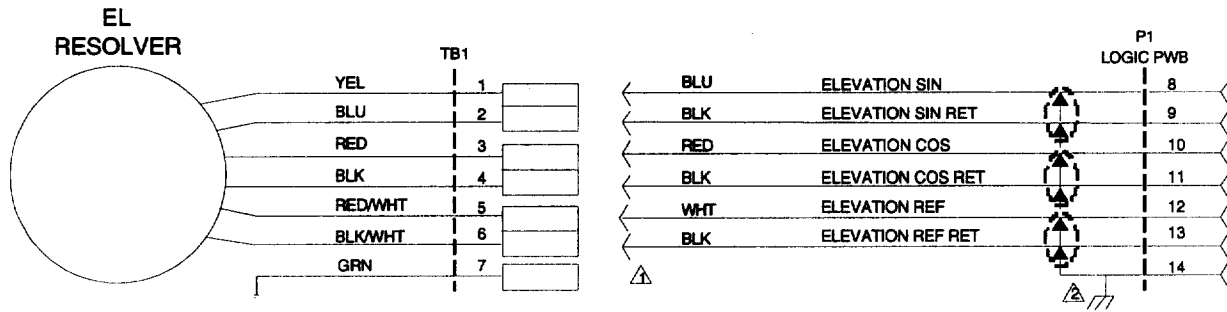 EL
RESOLVER
TB1
P1
LOGIC PWB
YEL 1 BLU ELEVATION SIN 8
BLU 2 BLK ELEVATION SIN RET 9
RED 3 RED ELEVATION COS 10
BLK 4 BLK ELEVATION COS RET 11
RED/WHT 5 WHT ELEVATION REF 12
BLK/WHT 6 BLK ELEVATION REF RET 13
GRN 7 14
1
2